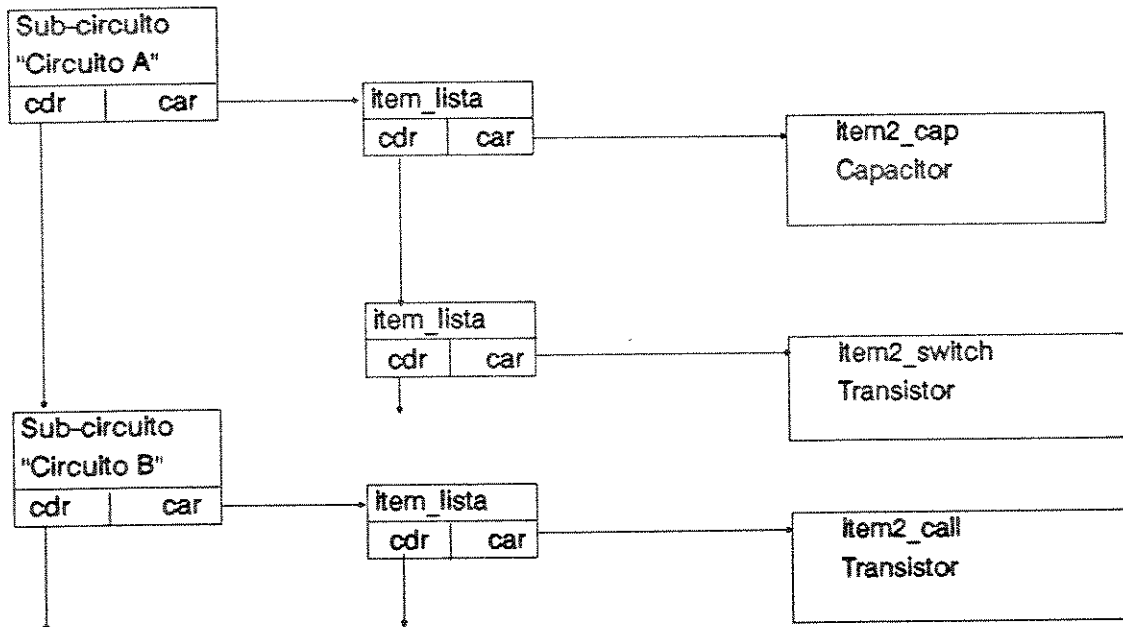 Sub-circuito
"Circuito A"
cdr car
item_lista
cdr car
item2_cap
Capacitor
item_lista
cdr car
item2_switch
Transistor
Sub-circuito
"Circuito B"
cdr car
item_lista
cdr car
item2_call
Transistor